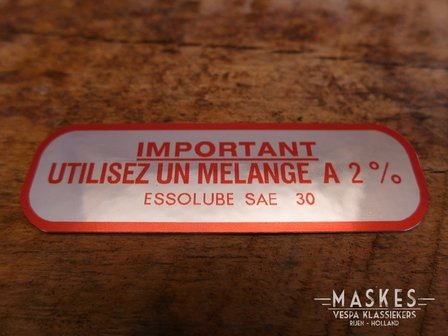 IMPORTANT
UTILISEZ UN MELANGE A 2%
ESSOLUBE SAE 30
MASKES
VESPA KLASSIEKERS
RIJEN - HOLLAND